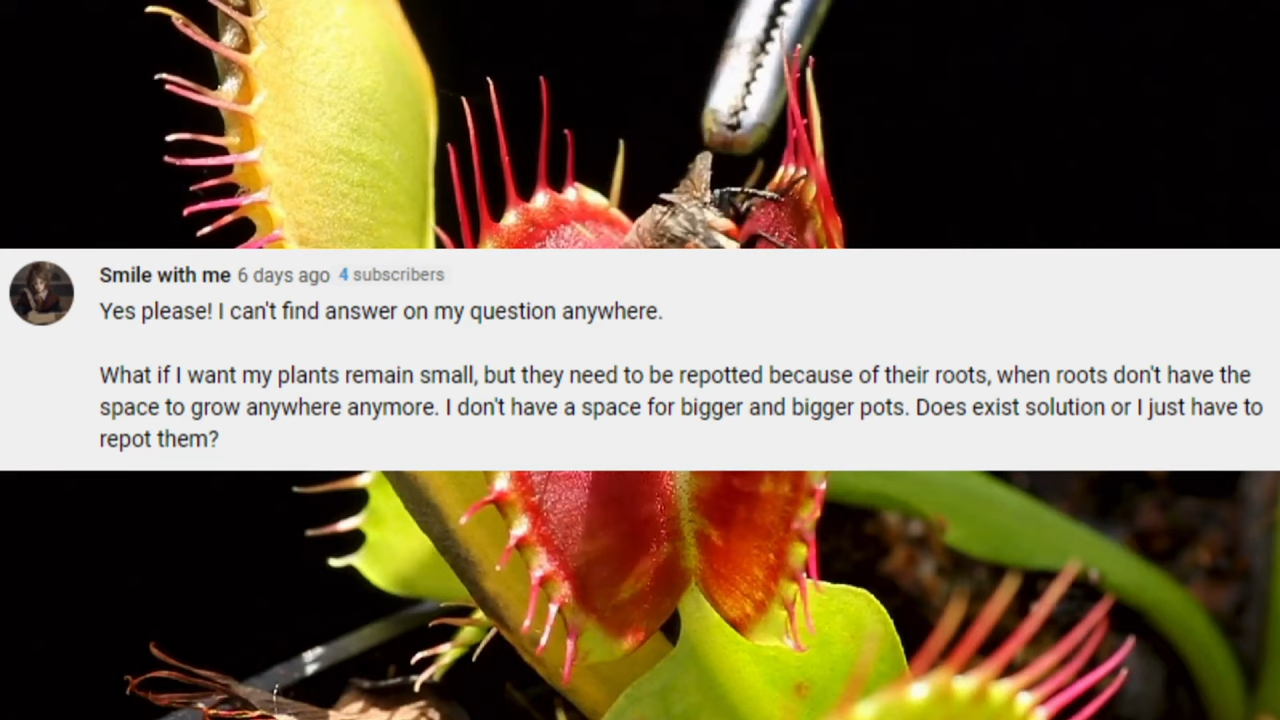 Smile with me 6 days ago 4 subscribers
Yes please! I can't find answer on my question anywhere.
What if I want my plants remain small, but they need to be repotted because of their roots, when roots don't have the
space to grow anywhere anymore. I don't have a space for bigger and bigger pots. Does exist solution or I just have to
repot them?